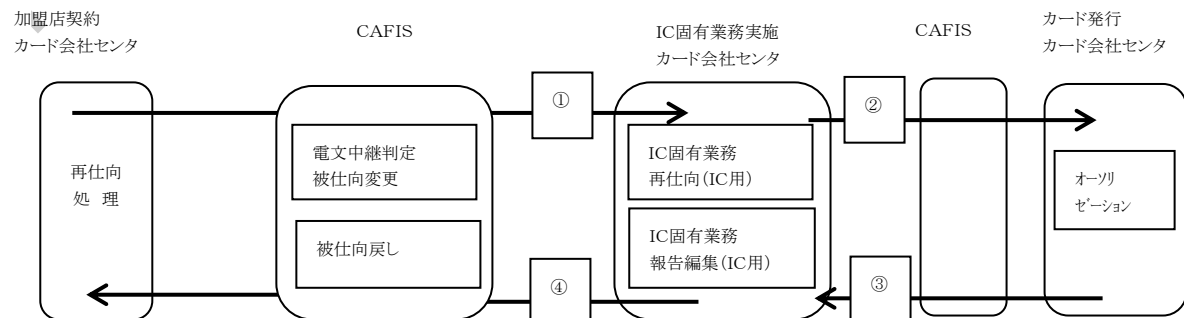 加盟店契約
カード会社センタ
CAFIS
IC固有業務実施
カード会社センタ
CAFIS
カード発行
カード会社センタ
①
②
再仕向
処 理
電文中継判定
被仕向変更
IC固有業務
再仕向(IC用)
オーソリ
ゼーション
被仕向戻し
IC固有業務
報告編集(IC用)
④
③